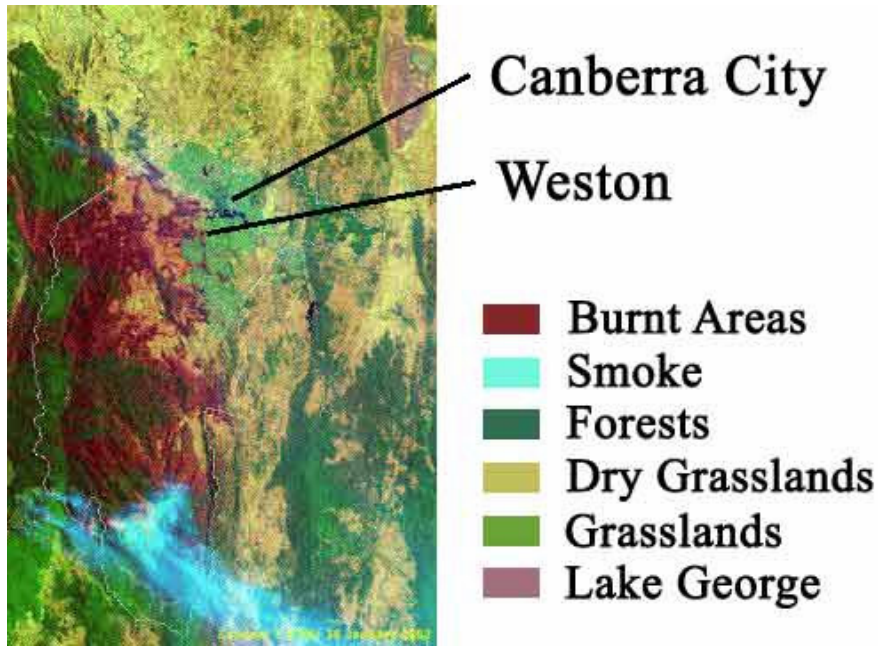 Canberra City
Weston
Burnt Areas
Smoke
Forests
Dry Grasslands
Grasslands
Lake George